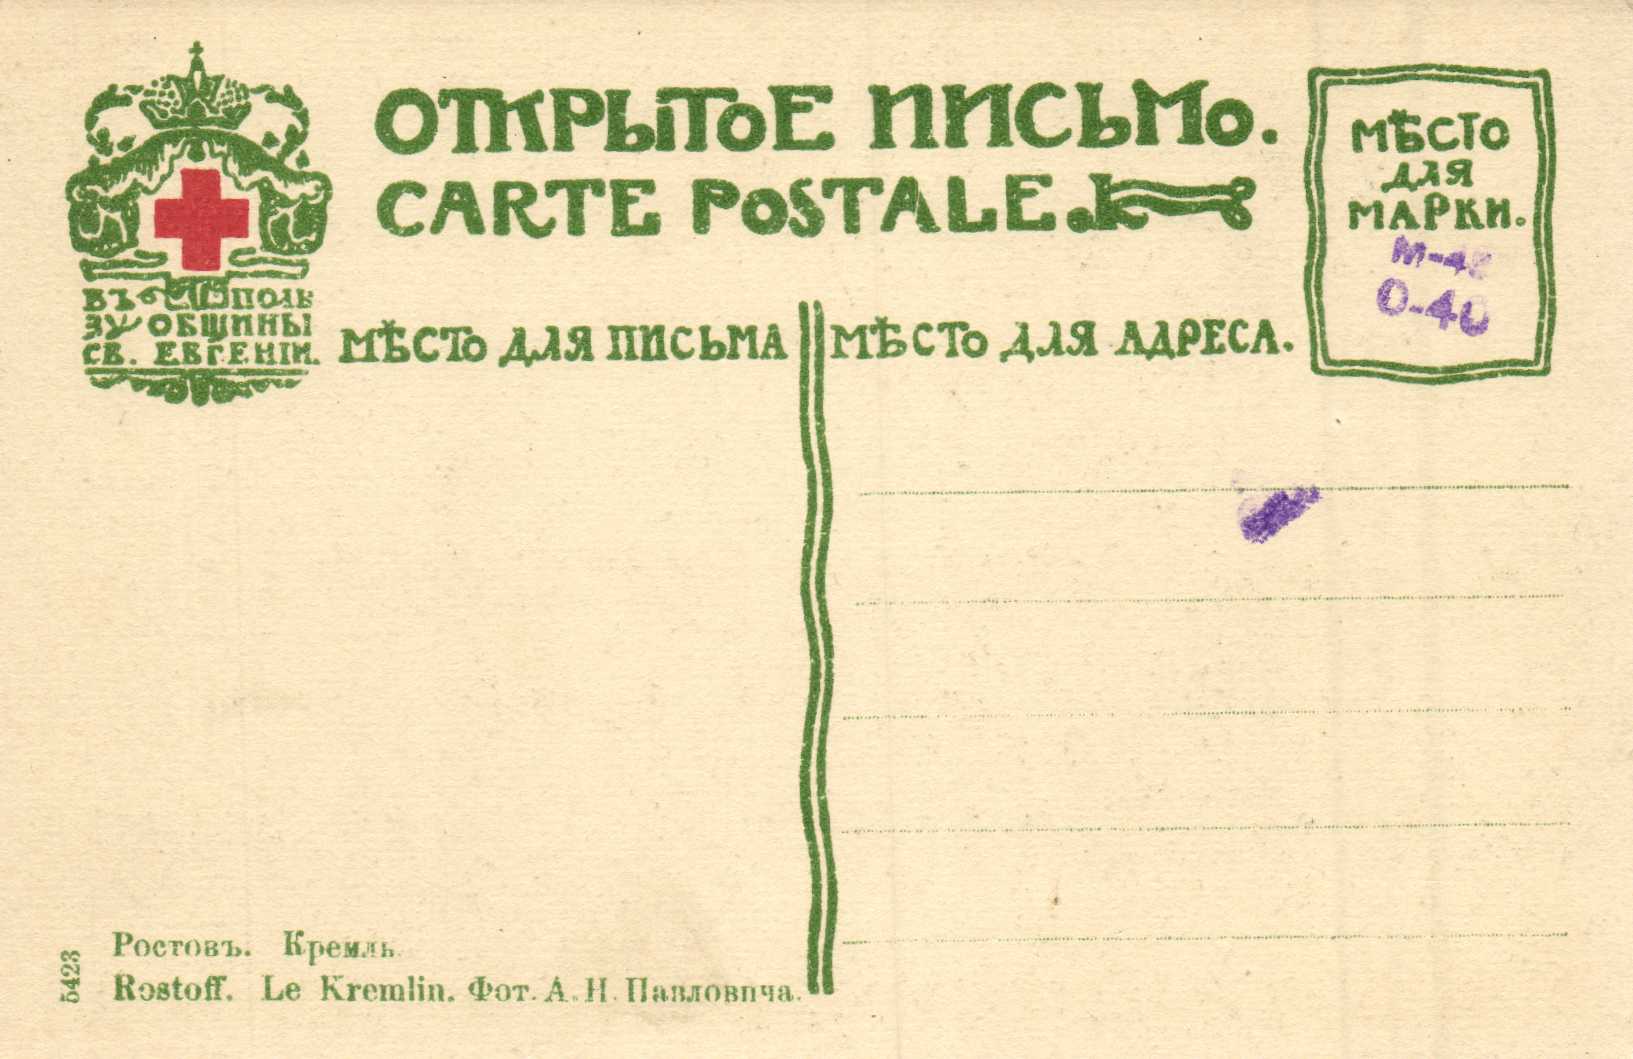 ОТКРЫТОЕ ПИСЬМО.
CARTE POSTALE.
МѢСТО
ДЛЯ
МАРКИ.
М-48
0-40
ВЪ ПОЛЬ
ЗУ ОБЩИНЫ
СВ. ЕВГЕНІИ.
МѢСТО ДЛЯ ПИСЬМА
МѢСТО ДЛЯ АДРЕСА.
Ростовъ. Кремль.
Rostoff. Le Kremlin. Фот. А. Н. Павловича.
5423